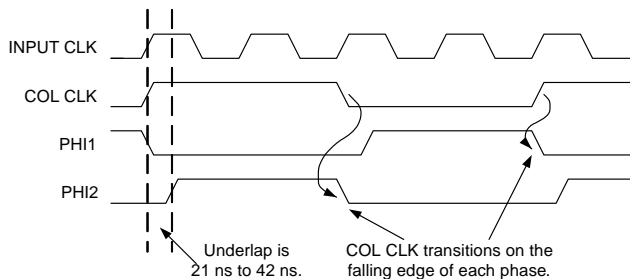 INPUT CLK
COL CLK
PHI1
PHI2
Underlap is
21 ns to 42 ns.
COL CLK transitions on the
falling edge of each phase.